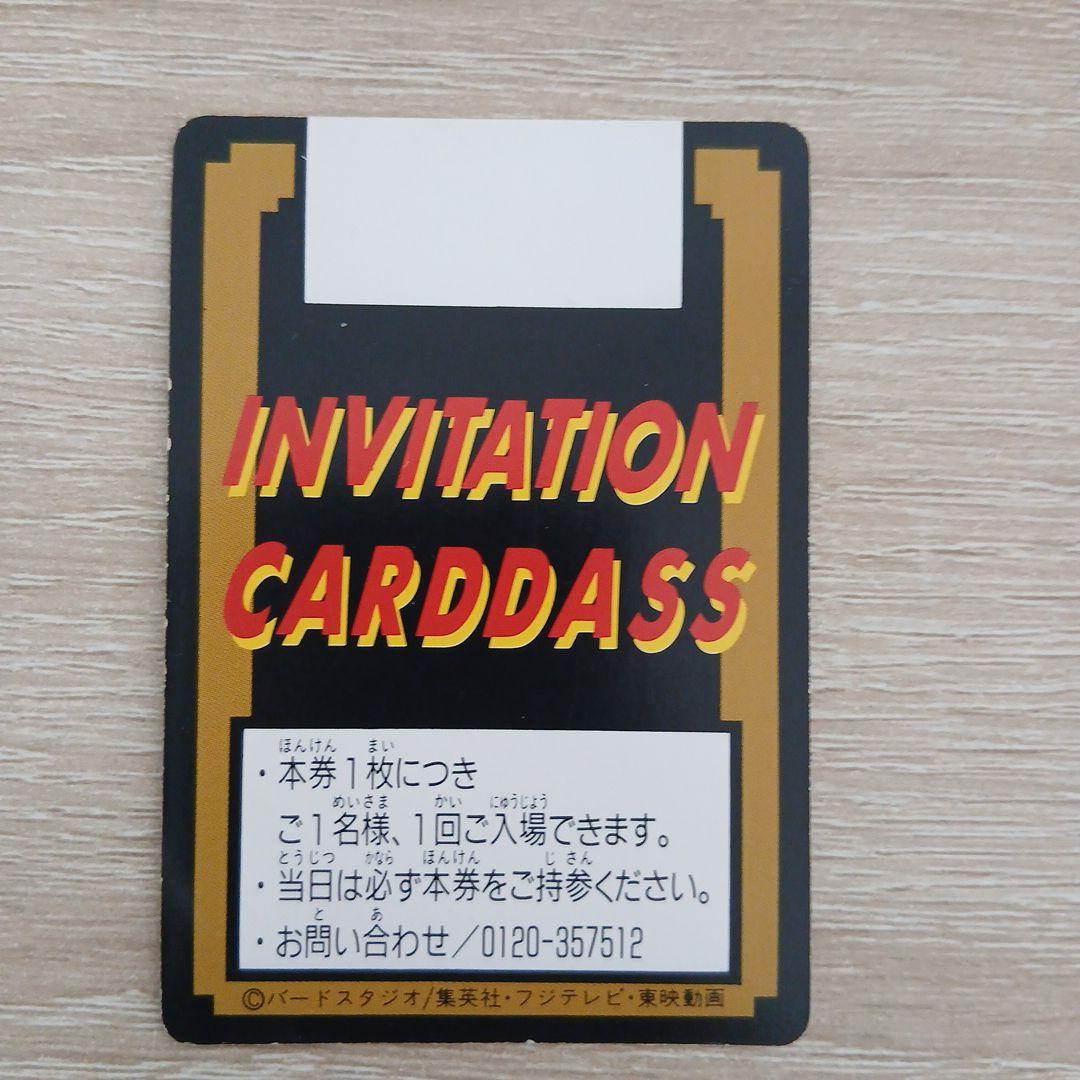 INVITATION
CARDDASS
ほんけん まい
・本券1枚につき
めいさま かい にゅうじょう
ご1名様、1回ご入場できます。
とうじつ かなら ほんけん じ さん
・当日は必ず本券をご持参ください。
と あ
・お問い合わせ／0120-357512
©バードスタジオ/集英社・フジテレビ・東映動画